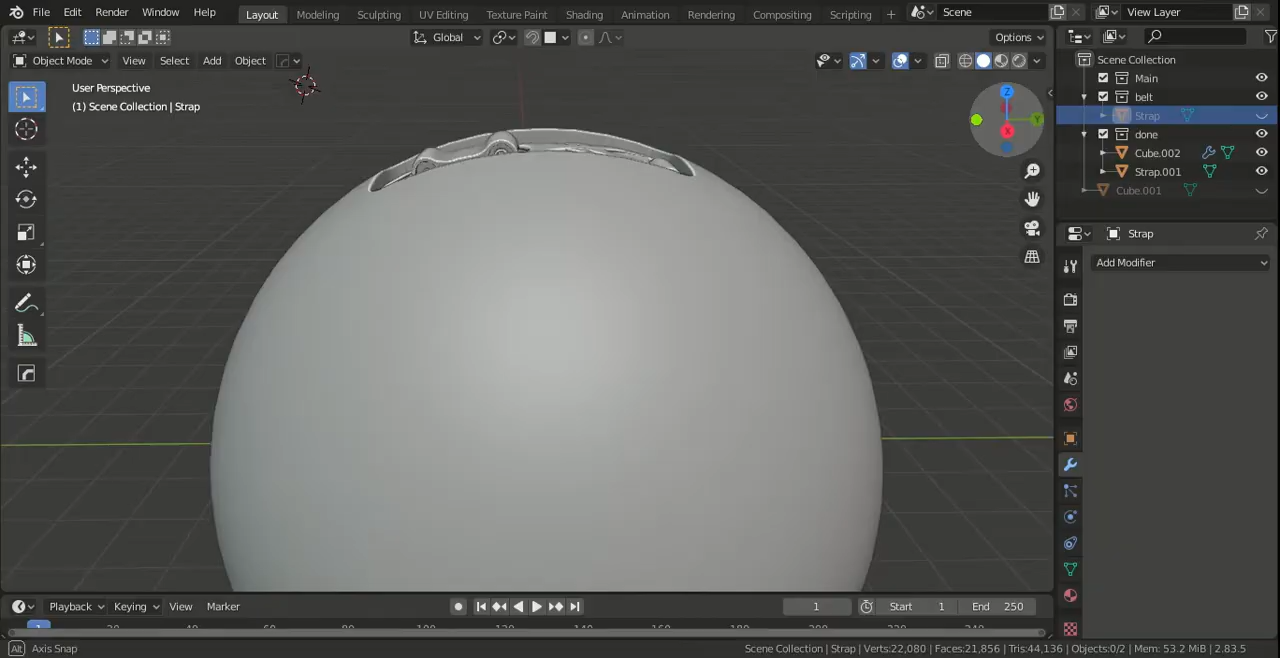 File Edit Render Window Help Layout Modeling Sculpting UV Editing Texture Paint Shading Animation Rendering Compositing Scripting + Scene View Layer
Global Options
Object Mode View Select Add Object
User Perspective
(1) Scene Collection | Strap
Z
Y
X
Scene Collection
Main
belt
Strap
done
Cube.002
Strap.001
Cube.001
Strap
Add Modifier
Playback Keying View Marker 1 Start 1 End 250
1
Alt Axis Snap Scene Collection | Strap | Verts:22,080 | Faces:21,856 | Tris:44,136 | Objects:0/2 | Mem: 53.2 MiB | 2.83.5